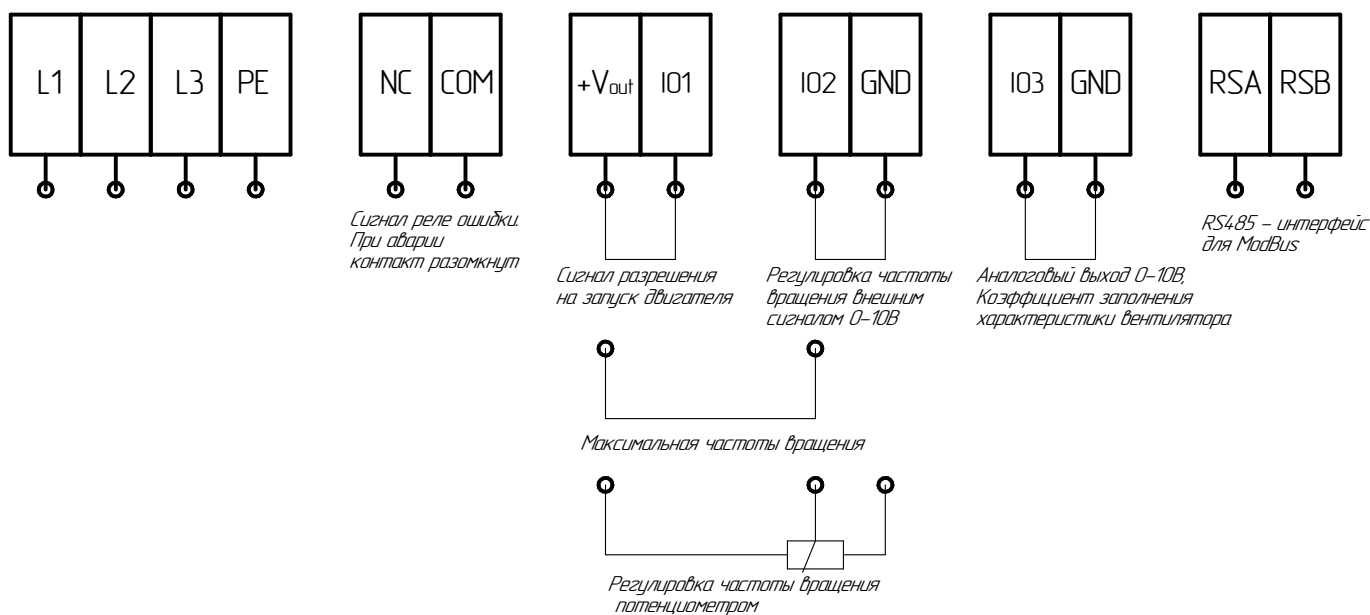 L1 L2 L3 PE NC COM +Vout IO1 IO2 GND IO3 GND RSA RSB
Сигнал реле ошибки.
При аварии
контакт разомкнут
Сигнал разрешения
на запуск двигателя
Регулировка частоты
вращения внешним
сигналом 0-10В
Аналоговый выход 0-10В,
Коэффициент заполнения
характеристики вентилятора
RS485 - интерфейс
для ModBus
Максимальная частоты вращения
Регулировка частоты вращения
потенциометром